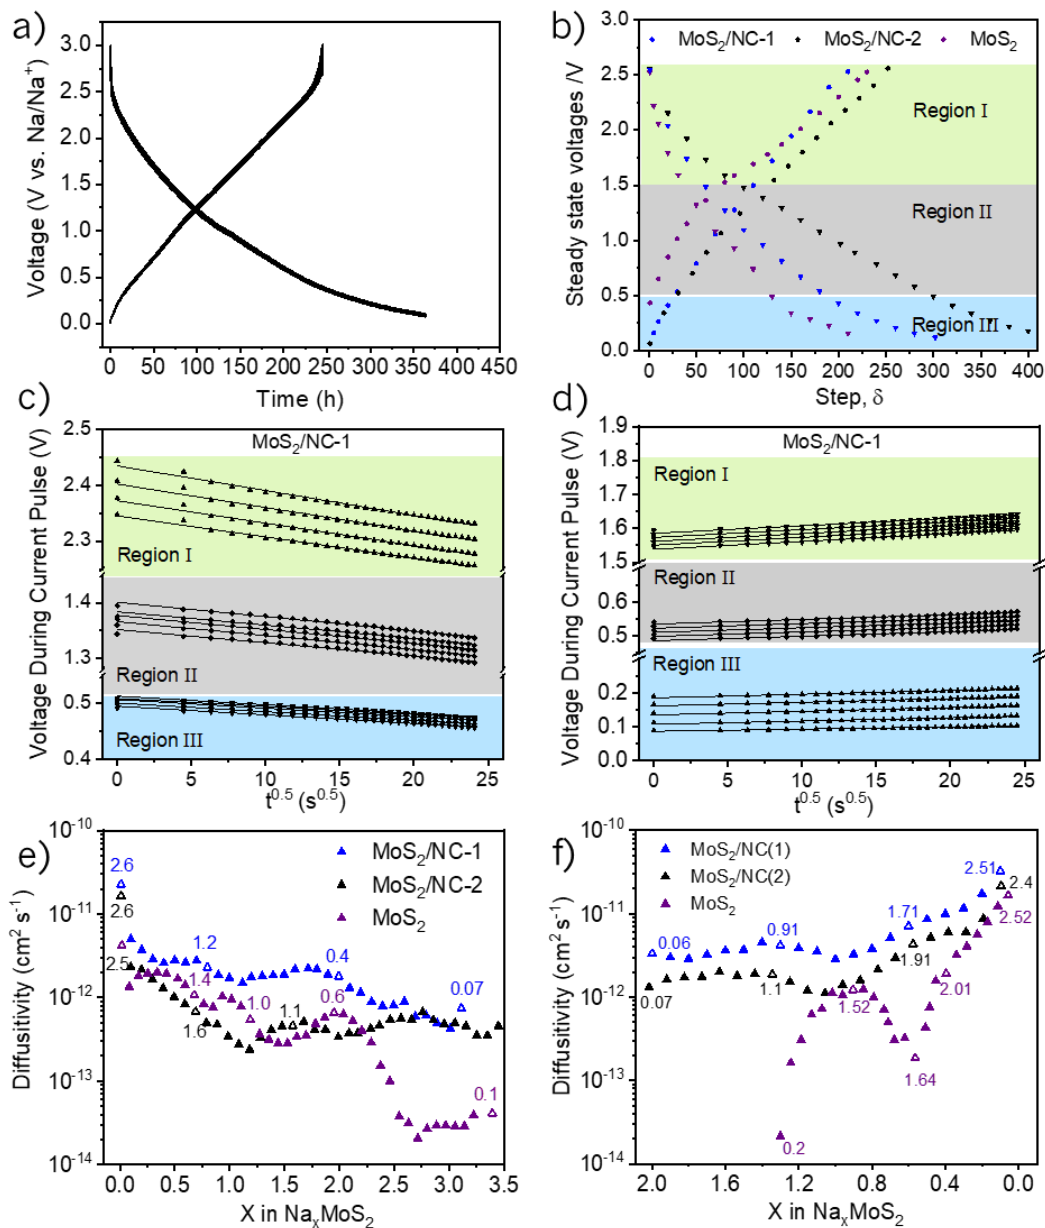 a)
3.0
2.5
2.0
1.5
1.0
0.5
0.0
Voltage (V vs. Na/Na⁺)
0 50 100 150 200 250 300 350 400 450
Time (h)
b)
MoS₂/NC-1 MoS₂/NC-2 MoS₂
3.0
2.5
2.0
1.5
1.0
0.5
0.0
Steady state voltages /V
Region I
Region II
Region III
0 50 100 150 200 250 300 350 400
Step, δ
c)
MoS₂/NC-1
2.5
2.4
2.3
1.4
1.3
0.5
0.4
Voltage During Current Pulse (V)
Region I
Region II
Region III
0 5 10 15 20 25
t⁰·⁵ (s⁰·⁵)
d)
MoS₂/NC-1
1.9
1.8
1.7
1.6
1.5
0.6
0.5
0.2
0.1
0.0
Voltage During Current Pulse (V)
Region I
Region II
Region III
0 5 10 15 20 25
t⁰·⁵ (s⁰·⁵)
e)
MoS₂/NC-1
MoS₂/NC-2
MoS₂
10⁻¹⁰
10⁻¹¹
10⁻¹²
10⁻¹³
10⁻¹⁴
Diffusitivity (cm² s⁻¹)
2.6
2.6
2.5
1.2
1.4
1.6
1.0
1.1
0.4
0.6
0.07
0.1
0.0 0.5 1.0 1.5 2.0 2.5 3.0 3.5
X in NaₓMoS₂
f)
MoS₂/NC(1)
MoS₂/NC(2)
MoS₂
10⁻¹⁰
10⁻¹¹
10⁻¹²
10⁻¹³
10⁻¹⁴
Diffusitivity (cm² s⁻¹)
2.51
2.4
2.52
1.71
1.91
0.91
0.06
0.07
1.1
1.52
2.01
1.64
0.2
2.0 1.6 1.2 0.8 0.4 0.0
X in NaₓMoS₂